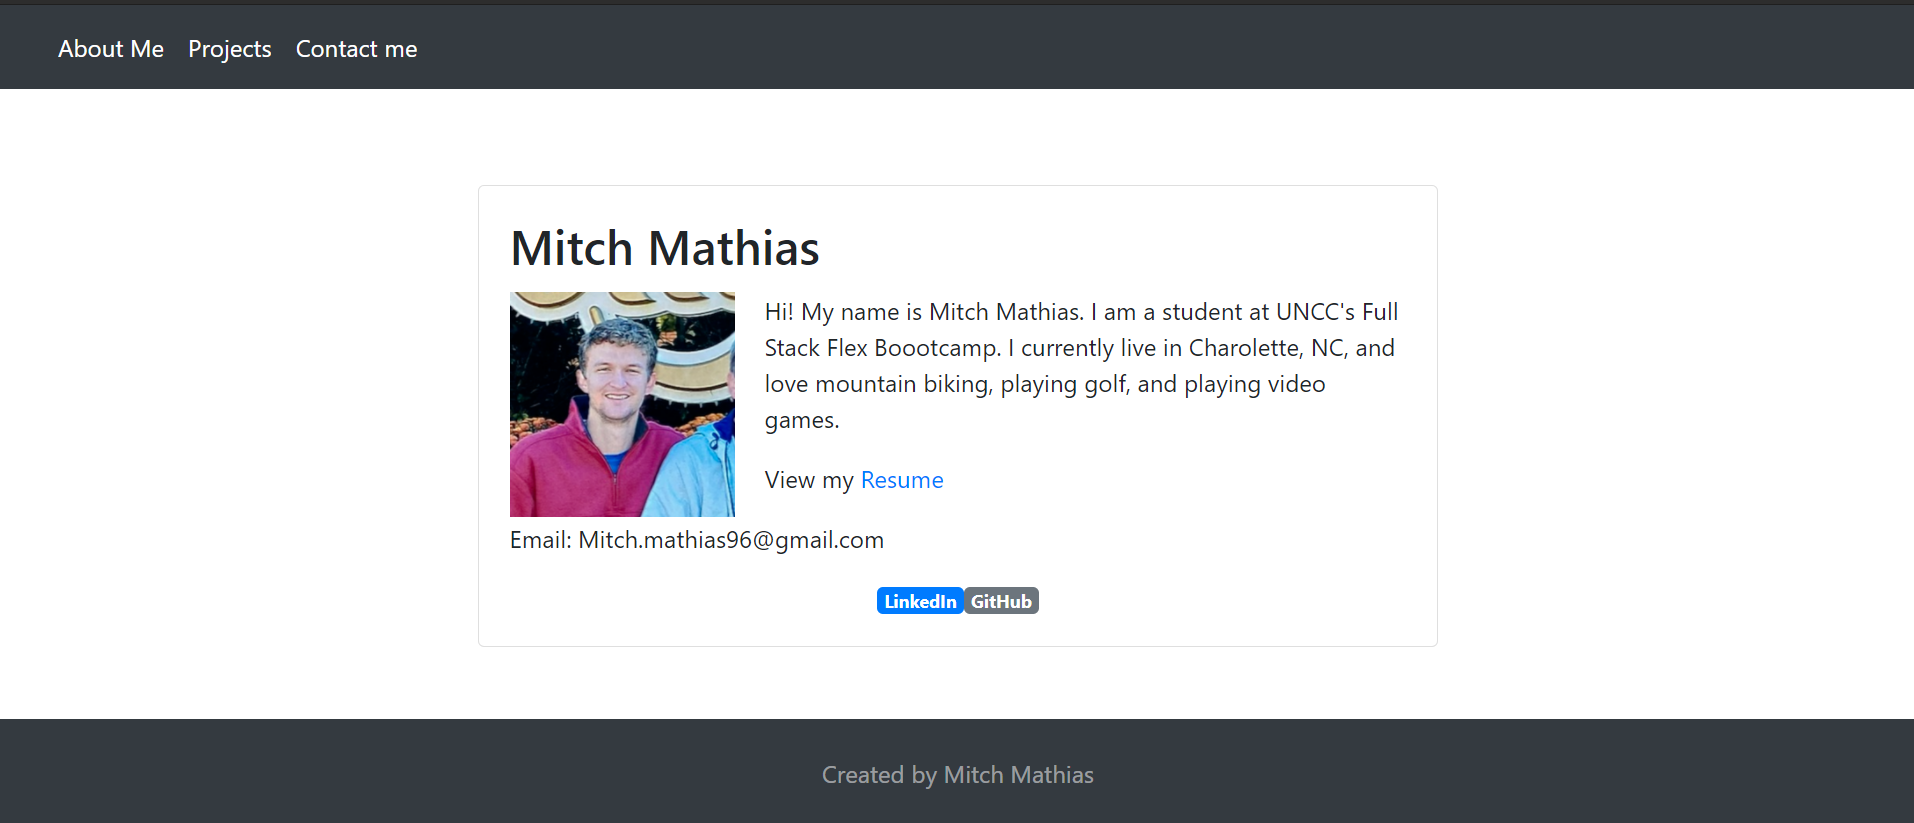 About Me Projects Contact me
Mitch Mathias
Hi! My name is Mitch Mathias. I am a student at UNCC's Full
Stack Flex Boootcamp. I currently live in Charolette, NC, and
love mountain biking, playing golf, and playing video
games.
View my Resume
Email: Mitch.mathias96@gmail.com
LinkedIn GitHub
Created by Mitch Mathias